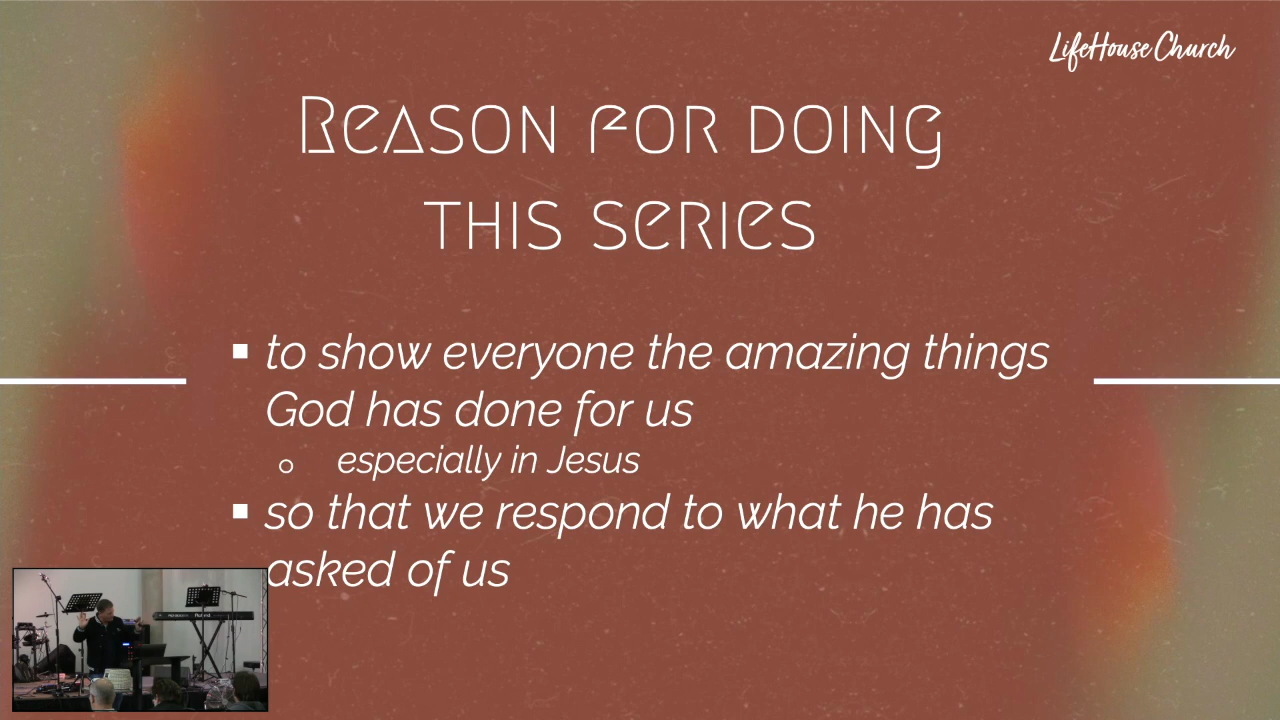 LifeHouse Church
Reason for doing
this series
▪ to show everyone the amazing things
God has done for us
o especially in Jesus
▪ so that we respond to what he has
asked of us
Roland